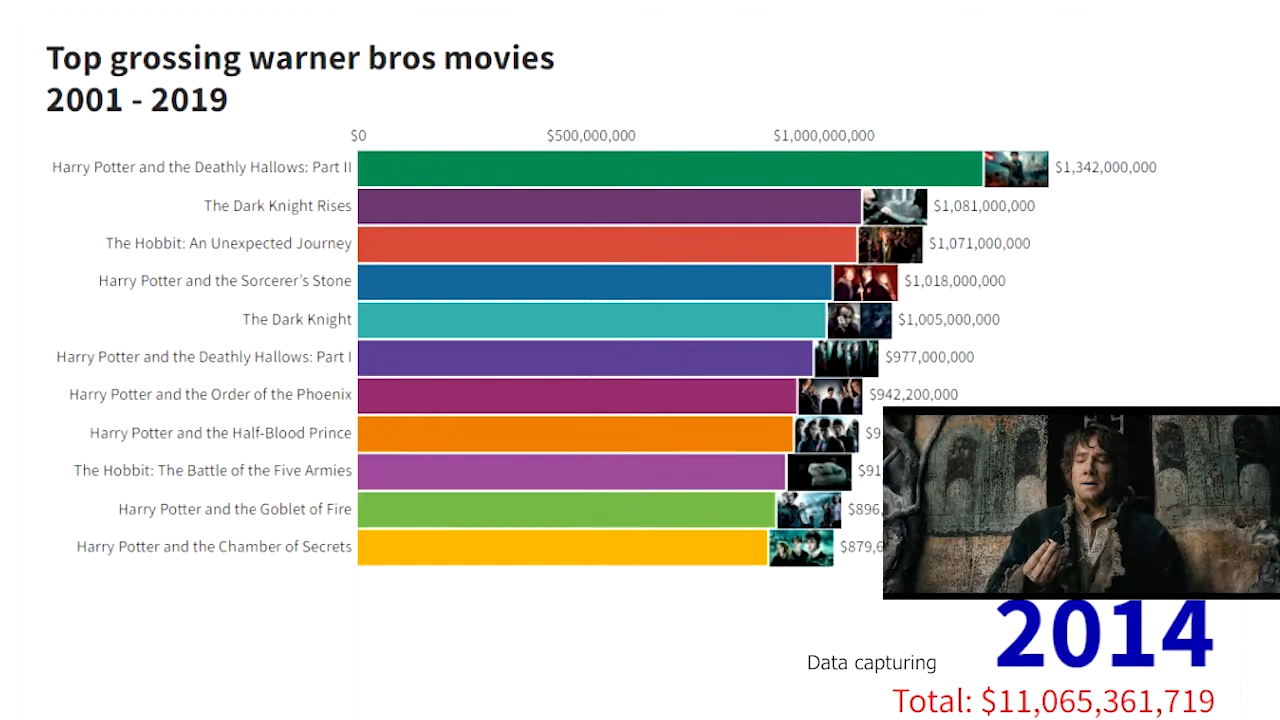 Top grossing warner bros movies
2001 - 2019
$0 $500,000,000 $1,000,000,000
Harry Potter and the Deathly Hallows: Part II $1,342,000,000
The Dark Knight Rises $1,081,000,000
The Hobbit: An Unexpected Journey $1,071,000,000
Harry Potter and the Sorcerer’s Stone $1,018,000,000
The Dark Knight $1,005,000,000
Harry Potter and the Deathly Hallows: Part I $977,000,000
Harry Potter and the Order of the Phoenix $942,200,000
Harry Potter and the Half-Blood Prince $9
The Hobbit: The Battle of the Five Armies $91
Harry Potter and the Goblet of Fire $896,
Harry Potter and the Chamber of Secrets $879,6
2014
Data capturing
Total: $11,065,361,719